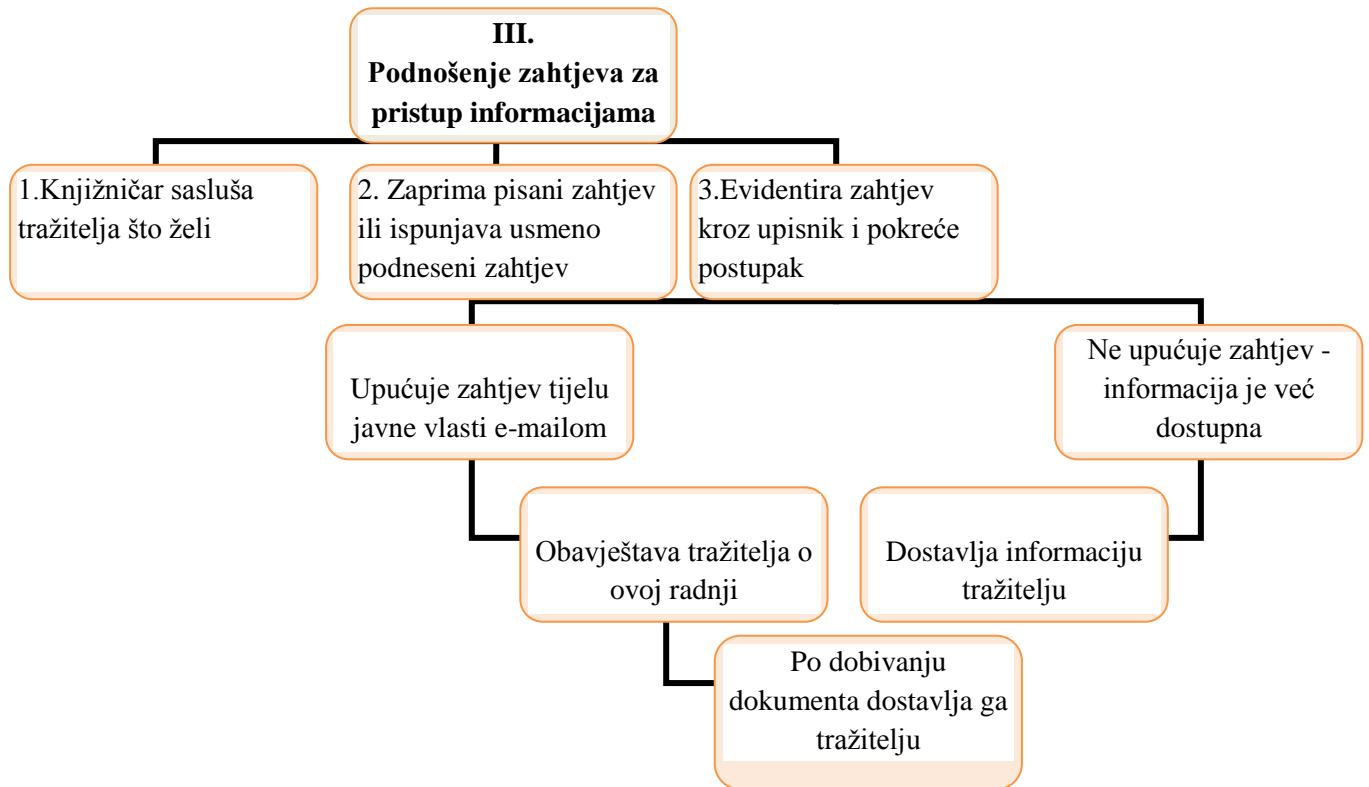 III.
Podnošenje zahtjeva za
pristup informacijama
1.Knjižničar sasluša
tražitelja što želi
2. Zaprima pisani zahtjev
ili ispunjava usmeno
podneseni zahtjev
3.Evidentira zahtjev
kroz upisnik i pokreće
postupak
Upućuje zahtjev tijelu
javne vlasti e-mailom
Ne upućuje zahtjev -
informacija je već
dostupna
Obavještava tražitelja o
ovoj radnji
Dostavlja informaciju
tražitelju
Po dobivanju
dokumenta dostavlja ga
tražitelju